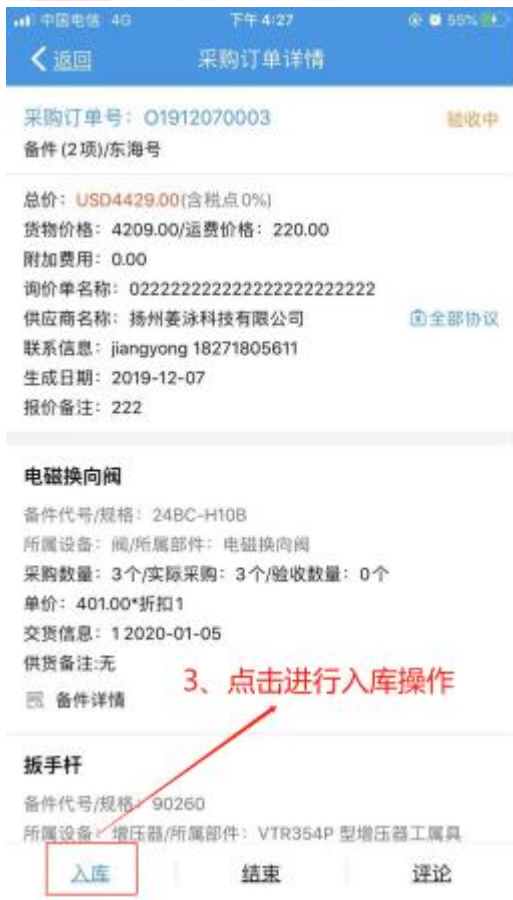 中国电信 4G 下午4:27 55%
返回 采购订单详情
采购订单号：O1912070003 验收中
备件(2项)/东海号
总价：USD4429.00(含税点0%)
货物价格：4209.00/运费价格：220.00
附加费用：0.00
询价单名称：022222222222222222222222
供应商名称：扬州姜泳科技有限公司 全部协议
联系信息：jiangyong 18271805611
生成日期：2019-12-07
报价备注：222
电磁换向阀
备件代号/规格：24BC-H10B
所属设备：阀/所属部件：电磁换向阀
采购数量：3个/实际采购：3个/验收数量：0个
单价：401.00*折扣1
交货信息：1 2020-01-05
供货备注:无
3、点击进行入库操作
备件详情
扳手杆
备件代号/规格：90260
所属设备：增压器/所属部件：VTR354P 型增压器工属具
入库 结束 评论